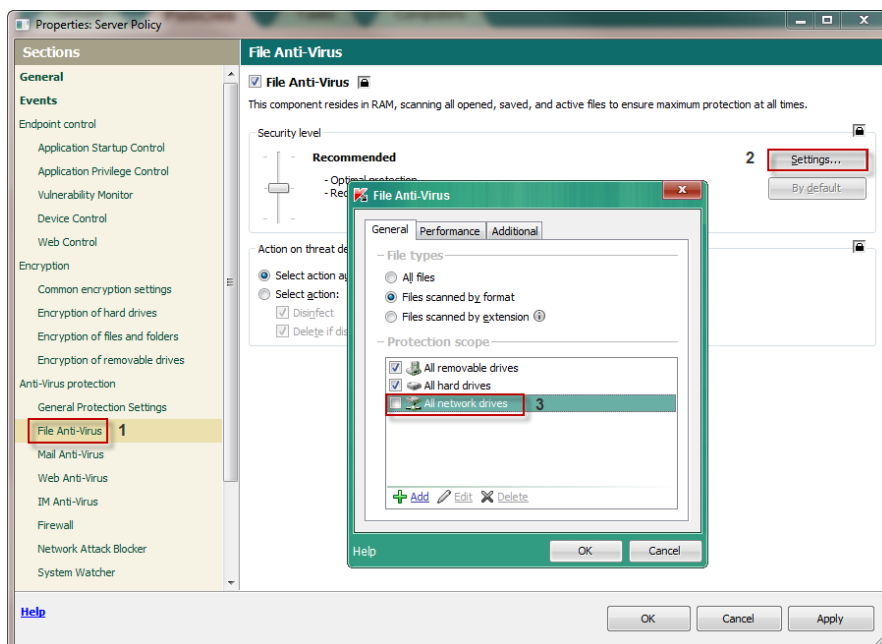 Properties: Server Policy
Sections
General
Events
Endpoint control
Application Startup Control
Application Privilege Control
Vulnerability Monitor
Device Control
Web Control
Encryption
Common encryption settings
Encryption of hard drives
Encryption of files and folders
Encryption of removable drives
Anti-Virus protection
General Protection Settings
File Anti-Virus 1
Mail Anti-Virus
Web Anti-Virus
IM Anti-Virus
Firewall
Network Attack Blocker
System Watcher
File Anti-Virus
File Anti-Virus
This component resides in RAM, scanning all opened, saved, and active files to ensure maximum protection at all times.
Security level
Recommended
- Optimal protection
- Rec
2 Settings...
By default
Action on threat de
Select action au
Select action:
Disinfect
Delete if dis
File Anti-Virus
General Performance Additional
File types
All files
Files scanned by format
Files scanned by extension
Protection scope
All removable drives
All hard drives
All network drives 3
Add Edit Delete
Help OK Cancel
Help OK Cancel Apply